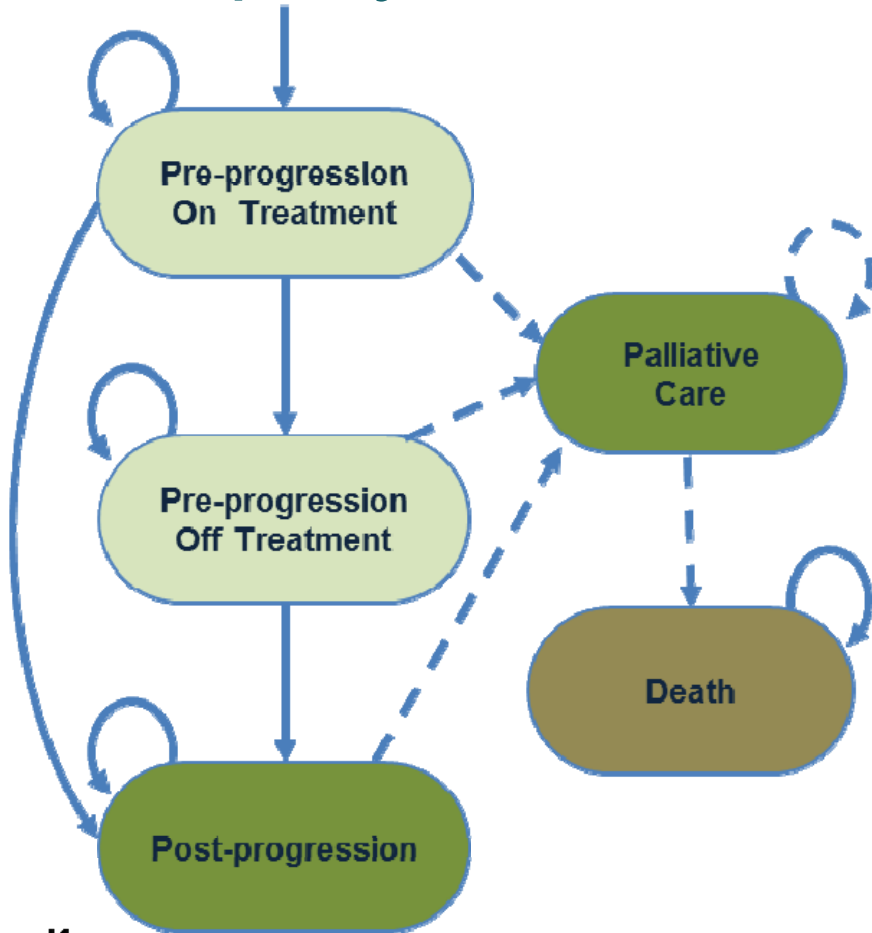 Pre-progression
On Treatment
Palliative
Care
Pre-progression
Off Treatment
Death
Post-progression